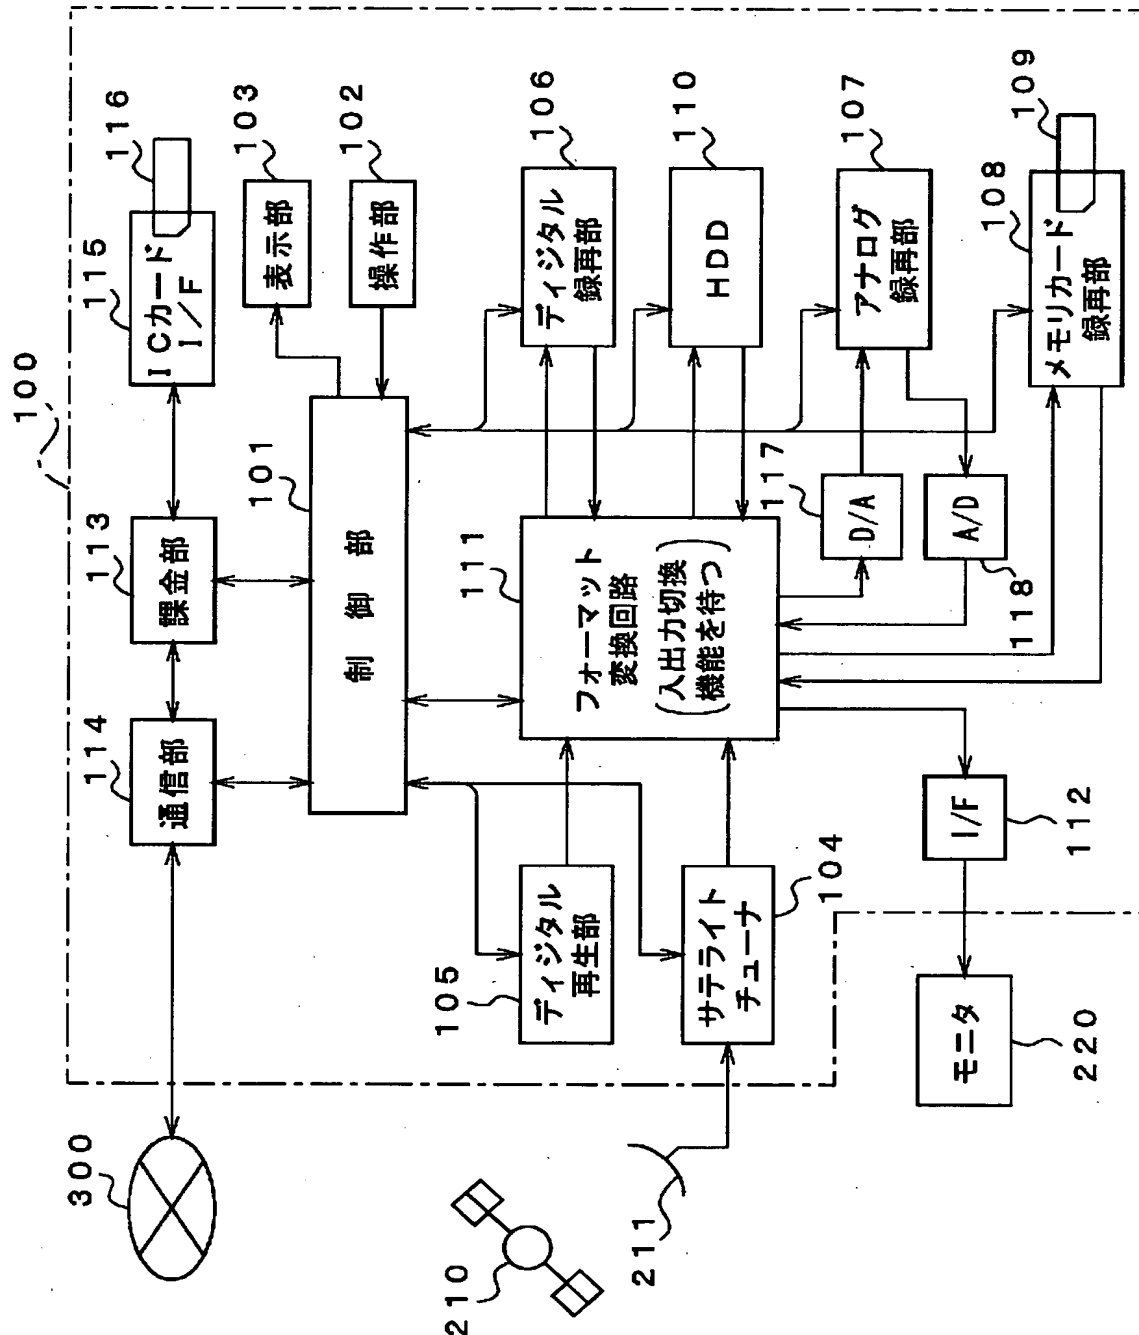 100
300
114
113
115
116
通信部
課金部
ICカード
I/F
101
103
表示部
102
操作部
制 御 部
210
105
ディジタル
再生部
111
フォーマット
変換回路
(入出力切換
機能を待つ)
106
ディジタル
録再部
110
HDD
211
サテライト
チューナ
104
117
D/A
107
アナログ
録再部
A/D
118
モニタ
220
I/F
112
108
109
メモリカード
録再部